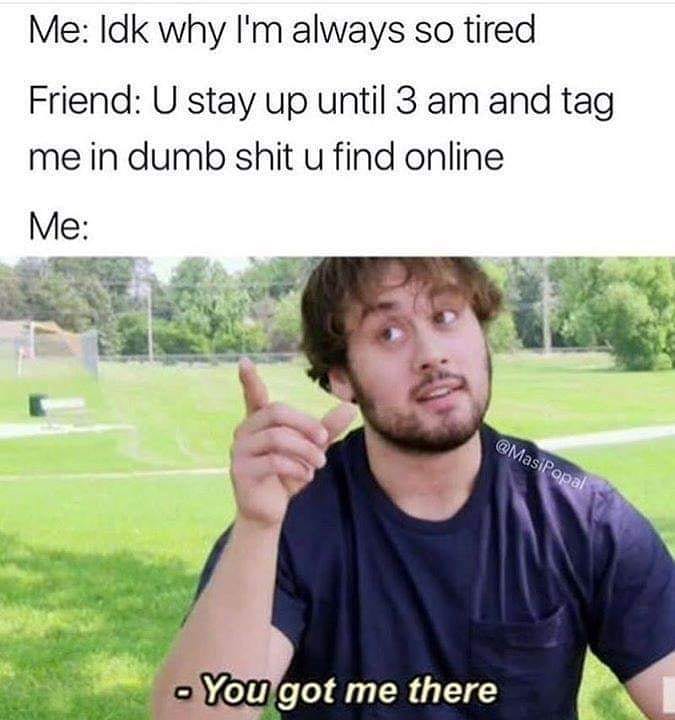 Me: Idk why I'm always so tired
Friend: U stay up until 3 am and tag
me in dumb shit u find online
Me:
@MasiPopal
- You got me there